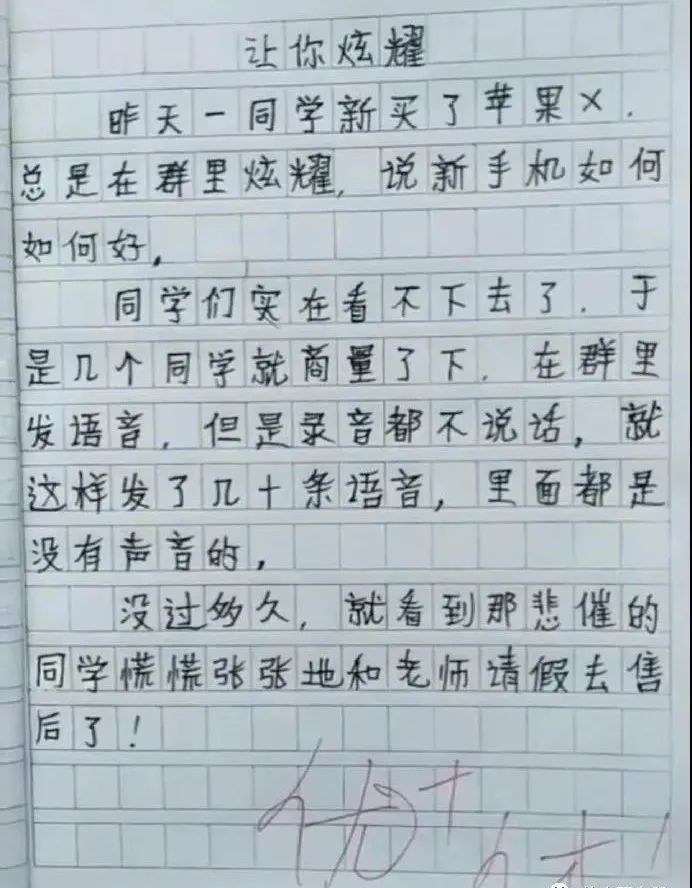 让你炫耀
昨天一同学新买了苹果X.
总是在群里炫耀,说新手机如何
如何好,
同学们实在看不下去了.于
是几个同学就商量了下.在群里
发语音,但是录音都不说话,就
这样发了几十条语音,里面都是
没有声音的,
没过多久,就看到那悲催的
同学慌慌张张地和老师请假去售
后了!
优+